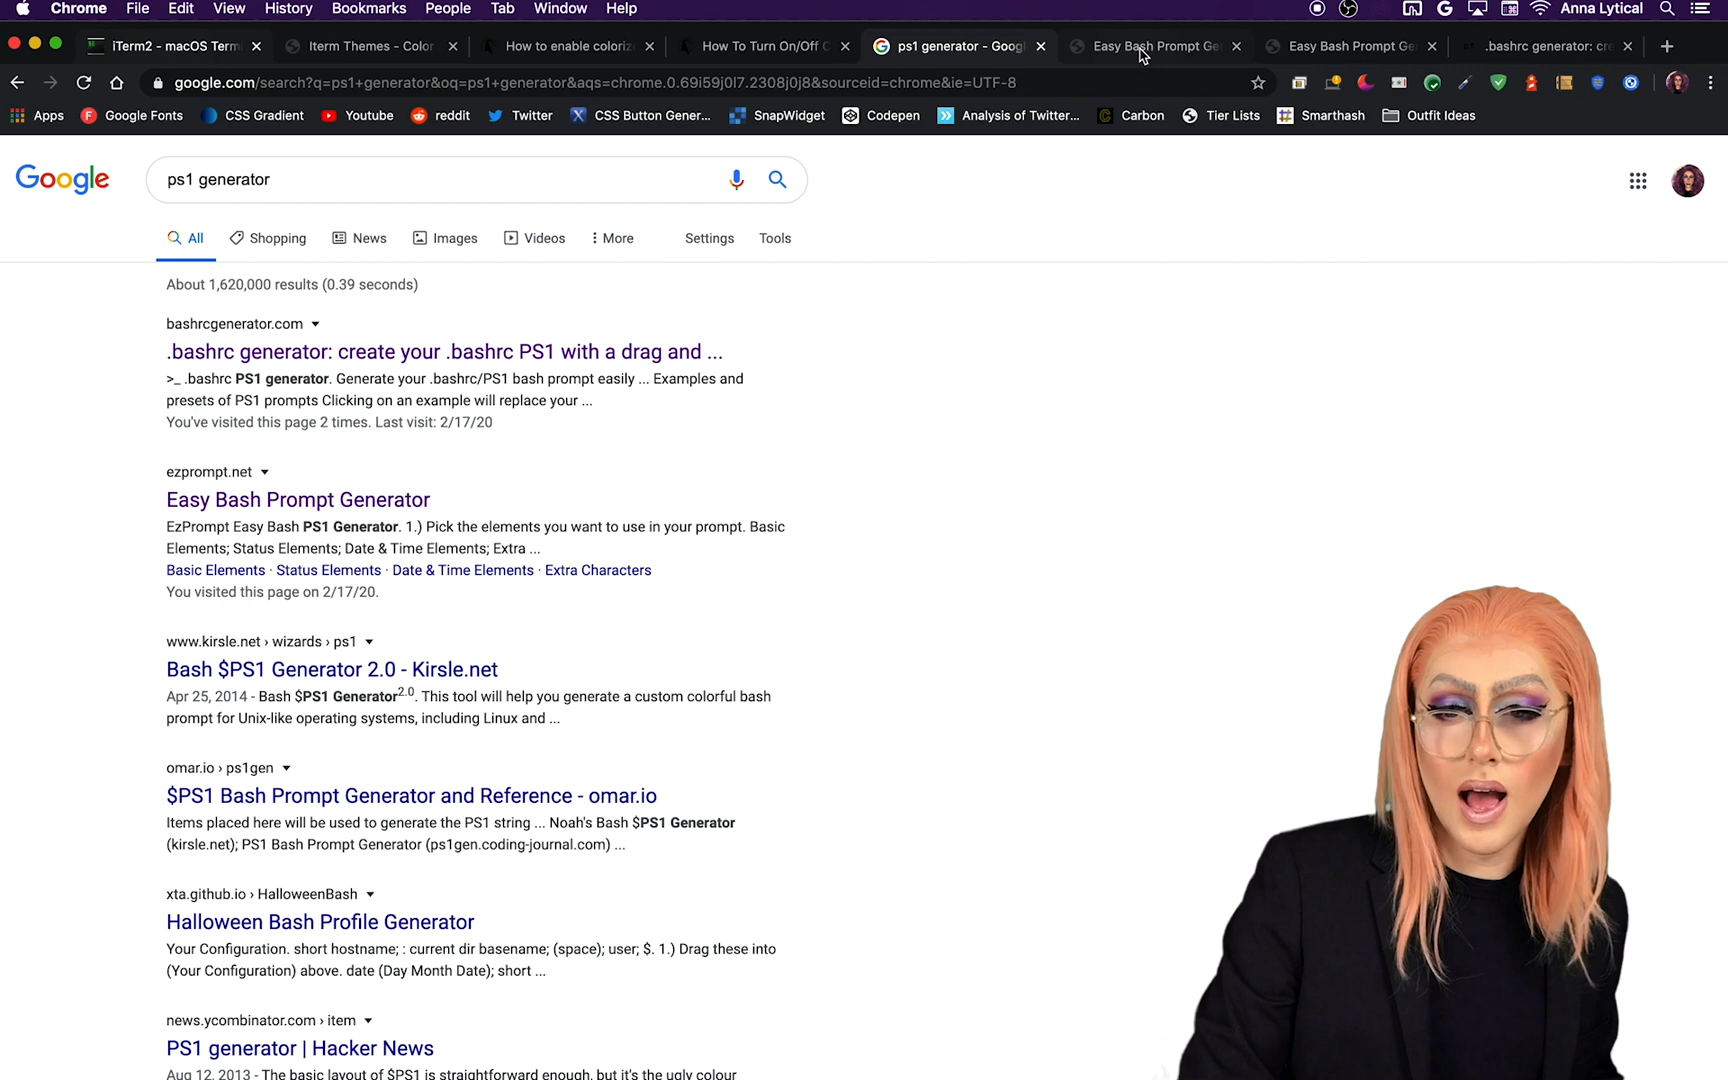 Chrome File Edit View History Bookmarks People Tab Window Help Anna Lytical
iTerm2 - macOS Term Iterm Themes - Color How to enable coloriz How To Turn On/Off C ps1 generator - Goog Easy Bash Prompt Ge Easy Bash Prompt Ge .bashrc generator: cre
google.com/search?q=ps1+generator&oq=ps1+generator&aqs=chrome.0.69i59j0l7.2308j0j8&sourceid=chrome&ie=UTF-8
Apps Google Fonts CSS Gradient Youtube reddit Twitter CSS Button Gener... SnapWidget Codepen Analysis of Twitter... Carbon Tier Lists Smarthash Outfit Ideas
Google ps1 generator
All Shopping News Images Videos More Settings Tools
About 1,620,000 results (0.39 seconds)
bashrcgenerator.com
.bashrc generator: create your .bashrc PS1 with a drag and ...
>_ .bashrc PS1 generator. Generate your .bashrc/PS1 bash prompt easily ... Examples and
presets of PS1 prompts Clicking on an example will replace your ...
You've visited this page 2 times. Last visit: 2/17/20
ezprompt.net
Easy Bash Prompt Generator
EzPrompt Easy Bash PS1 Generator. 1.) Pick the elements you want to use in your prompt. Basic
Elements; Status Elements; Date & Time Elements; Extra ...
Basic Elements · Status Elements · Date & Time Elements · Extra Characters
You visited this page on 2/17/20.
www.kirsle.net › wizards › ps1
Bash $PS1 Generator 2.0 - Kirsle.net
Apr 25, 2014 - Bash $PS1 Generator2.0. This tool will help you generate a custom colorful bash
prompt for Unix-like operating systems, including Linux and ...
omar.io › ps1gen
$PS1 Bash Prompt Generator and Reference - omar.io
Items placed here will be used to generate the PS1 string ... Noah's Bash $PS1 Generator
(kirsle.net); PS1 Bash Prompt Generator (ps1gen.coding-journal.com) ...
xta.github.io › HalloweenBash
Halloween Bash Profile Generator
Your Configuration. short hostname; : current dir basename; (space); user; $. 1.) Drag these into
(Your Configuration) above. date (Day Month Date); short ...
news.ycombinator.com › item
PS1 generator | Hacker News
Aug 12, 2013 - The basic layout of $PS1 is straightforward enough, but it's the ugly colour